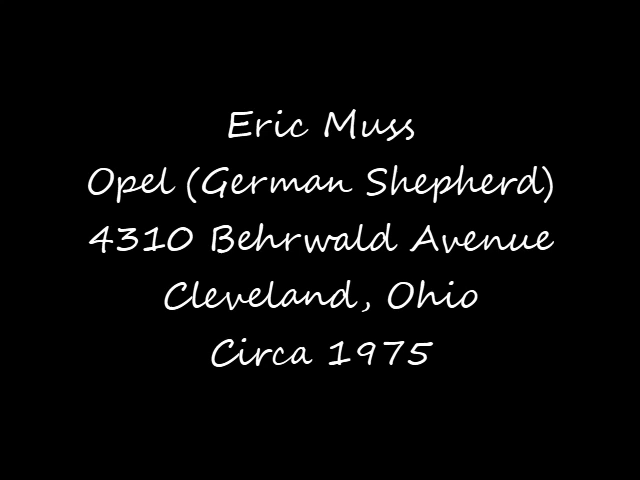 Eric Muss
Opel (German Shepherd)
4310 Behrwald Avenue
Cleveland, Ohio
Circa 1975